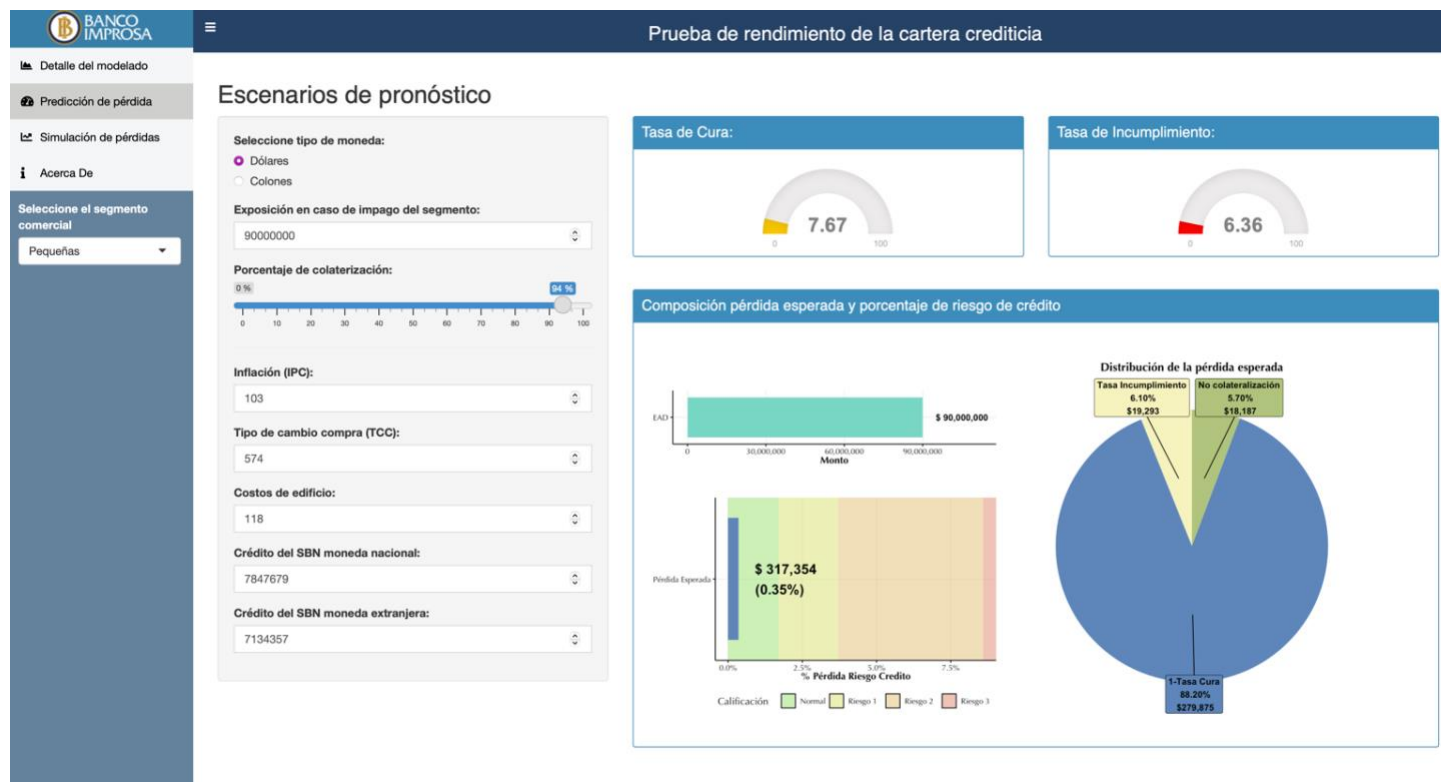 BANCO
IMPROSA
Prueba de rendimiento de la cartera crediticia
Detalle del modelado
Predicción de pérdida
Simulación de pérdidas
Acerca De
Seleccione el segmento
comercial
Pequeñas
Escenarios de pronóstico
Seleccione tipo de moneda:
Dólares
Colones
Exposición en caso de impago del segmento:
90000000
Porcentaje de colaterización:
0 %
94 %
0 10 20 30 40 50 60 70 80 90 100
Inflación (IPC):
103
Tipo de cambio compra (TCC):
574
Costos de edificio:
118
Crédito del SBN moneda nacional:
7847679
Crédito del SBN moneda extranjera:
7134357
Tasa de Cura:
7.67
0 100
Tasa de Incumplimiento:
6.36
0 100
Composición pérdida esperada y porcentaje de riesgo de crédito
EAD
$ 90,000,000
0 30,000,000 60,000,000 90,000,000
Monto
Pérdida Esperada
$ 317,354
(0.35%)
0.0% 2.5% 5.0% 7.5%
% Pérdida Riesgo Credito
Calificación Normal Riesgo 1 Riesgo 2 Riesgo 3
Distribución de la pérdida esperada
Tasa Incumplimiento
6.10%
$19,293
No colateralización
5.70%
$18,187
1-Tasa Cura
88.20%
$279,875